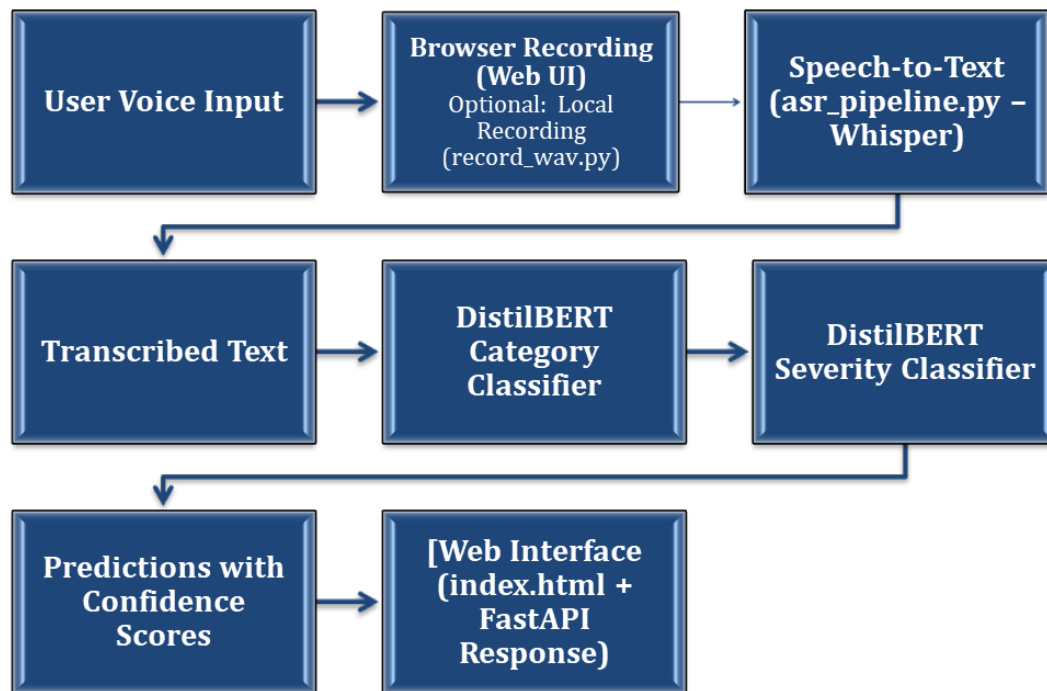 User Voice Input
Browser Recording
(Web UI)
Optional: Local
Recording
(record_wav.py)
Speech-to-Text
(asr_pipeline.py –
Whisper)
Transcribed Text
DistilBERT
Category
Classifier
DistilBERT
Severity Classifier
Predictions with
Confidence
Scores
[Web Interface
(index.html +
FastAPI
Response)